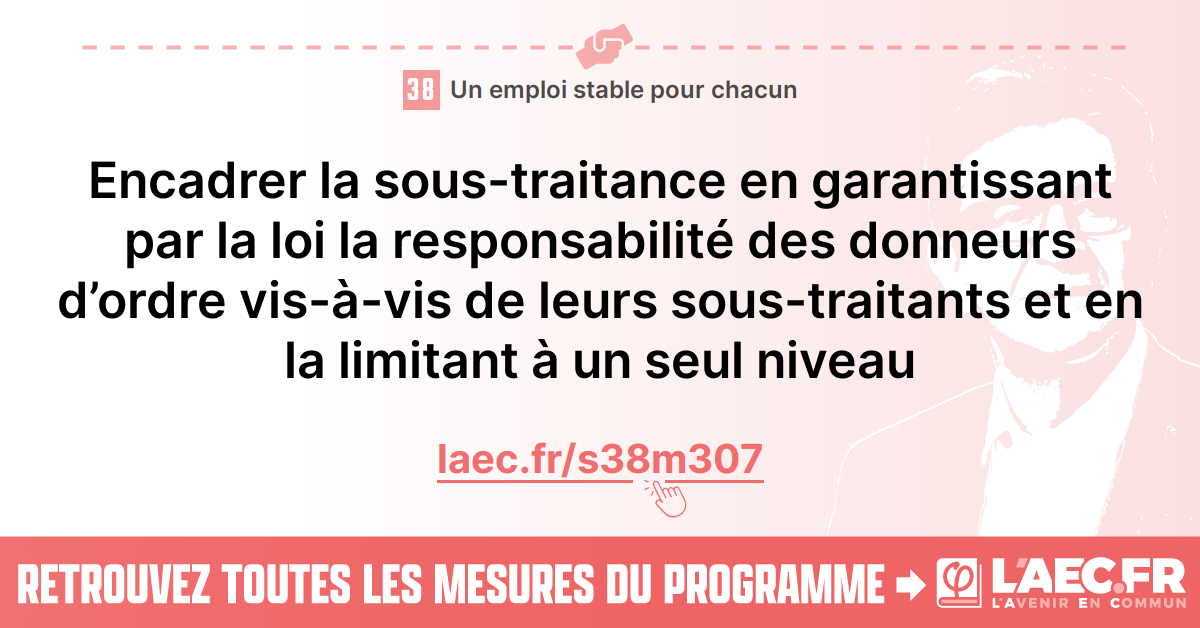 38 Un emploi stable pour chacun
Encadrer la sous-traitance en garantissant
par la loi la responsabilité des donneurs
d’ordre vis-à-vis de leurs sous-traitants et en
la limitant à un seul niveau
laec.fr/s38m307
RETROUVEZ TOUTES LES MESURES DU PROGRAMME
φ L'AEC.FR
L'AVENIR EN COMMUN